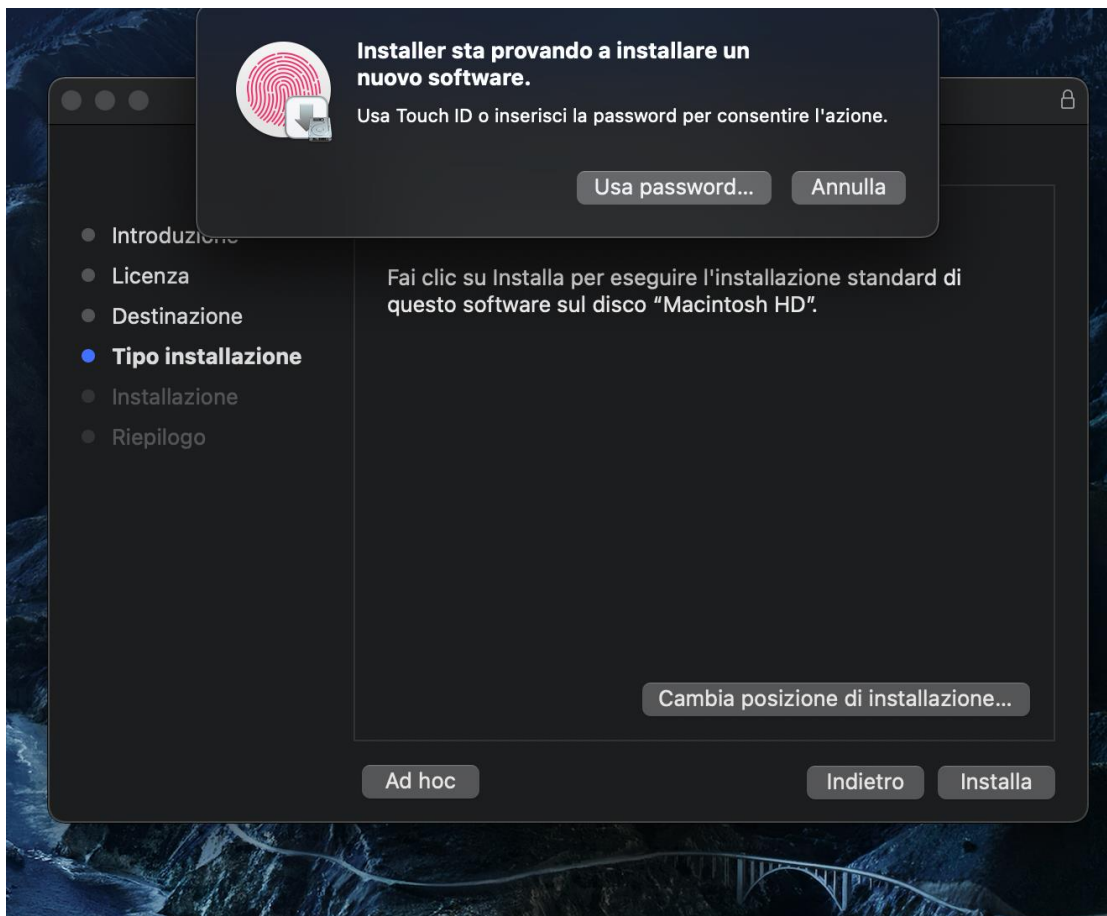 Installer sta provando a installare un
nuovo software.
Usa Touch ID o inserisci la password per consentire l'azione.
Usa password...
Annulla
Introduzione
Licenza
Destinazione
Tipo installazione
Installazione
Riepilogo
Fai clic su Installa per eseguire l'installazione standard di
questo software sul disco “Macintosh HD”.
Cambia posizione di installazione...
Ad hoc
Indietro
Installa